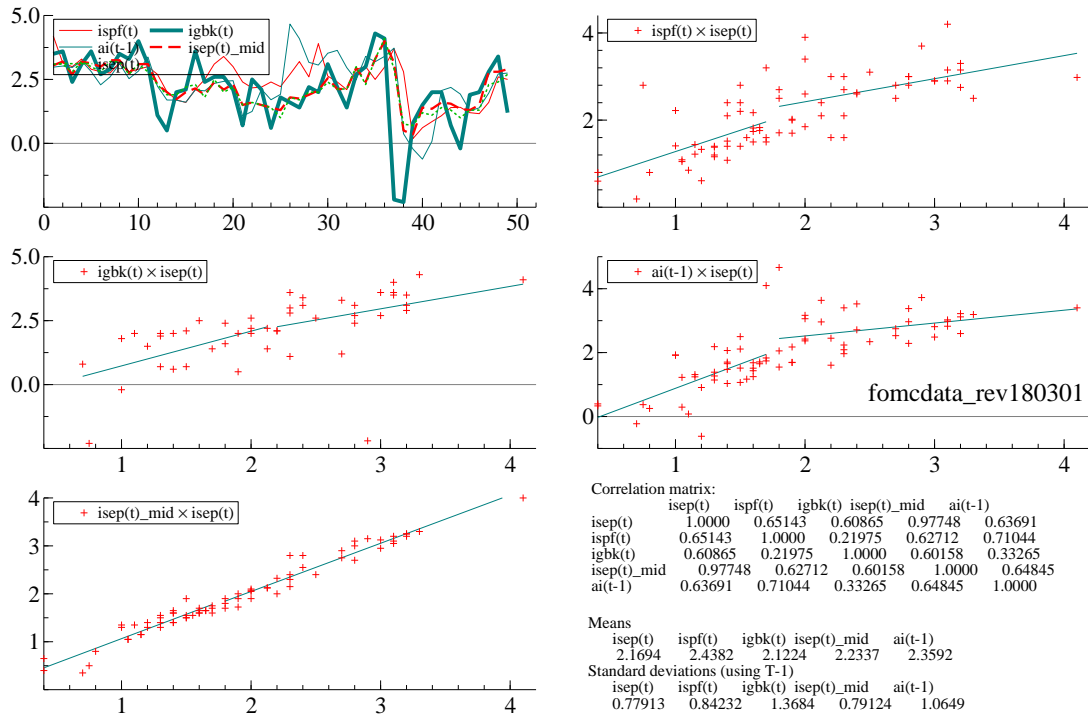 5.0
ispf(t) igbk(t)
ai(t-1) isep(t)_mid
isep(t)
2.5
0.0
0 10 20 30 40 50
4
ispf(t) × isep(t)
2
1 2 3 4
5.0
igbk(t) × isep(t)
2.5
0.0
1 2 3 4
6
ai(t-1) × isep(t)
4
2
fomcdata_rev180301
0
1 2 3 4
4
isep(t)_mid × isep(t)
3
2
1
1 2 3 4
Correlation matrix:
isep(t) ispf(t) igbk(t) isep(t)_mid ai(t-1)
isep(t) 1.0000 0.65143 0.60865 0.97748 0.63691
ispf(t) 0.65143 1.0000 0.21975 0.62712 0.71044
igbk(t) 0.60865 0.21975 1.0000 0.60158 0.33265
isep(t)_mid 0.97748 0.62712 0.60158 1.0000 0.64845
ai(t-1) 0.63691 0.71044 0.33265 0.64845 1.0000
Means
isep(t) ispf(t) igbk(t) isep(t)_mid ai(t-1)
2.1694 2.4382 2.1224 2.2337 2.3592
Standard deviations (using T-1)
isep(t) ispf(t) igbk(t) isep(t)_mid ai(t-1)
0.77913 0.84232 1.3684 0.79124 1.0649